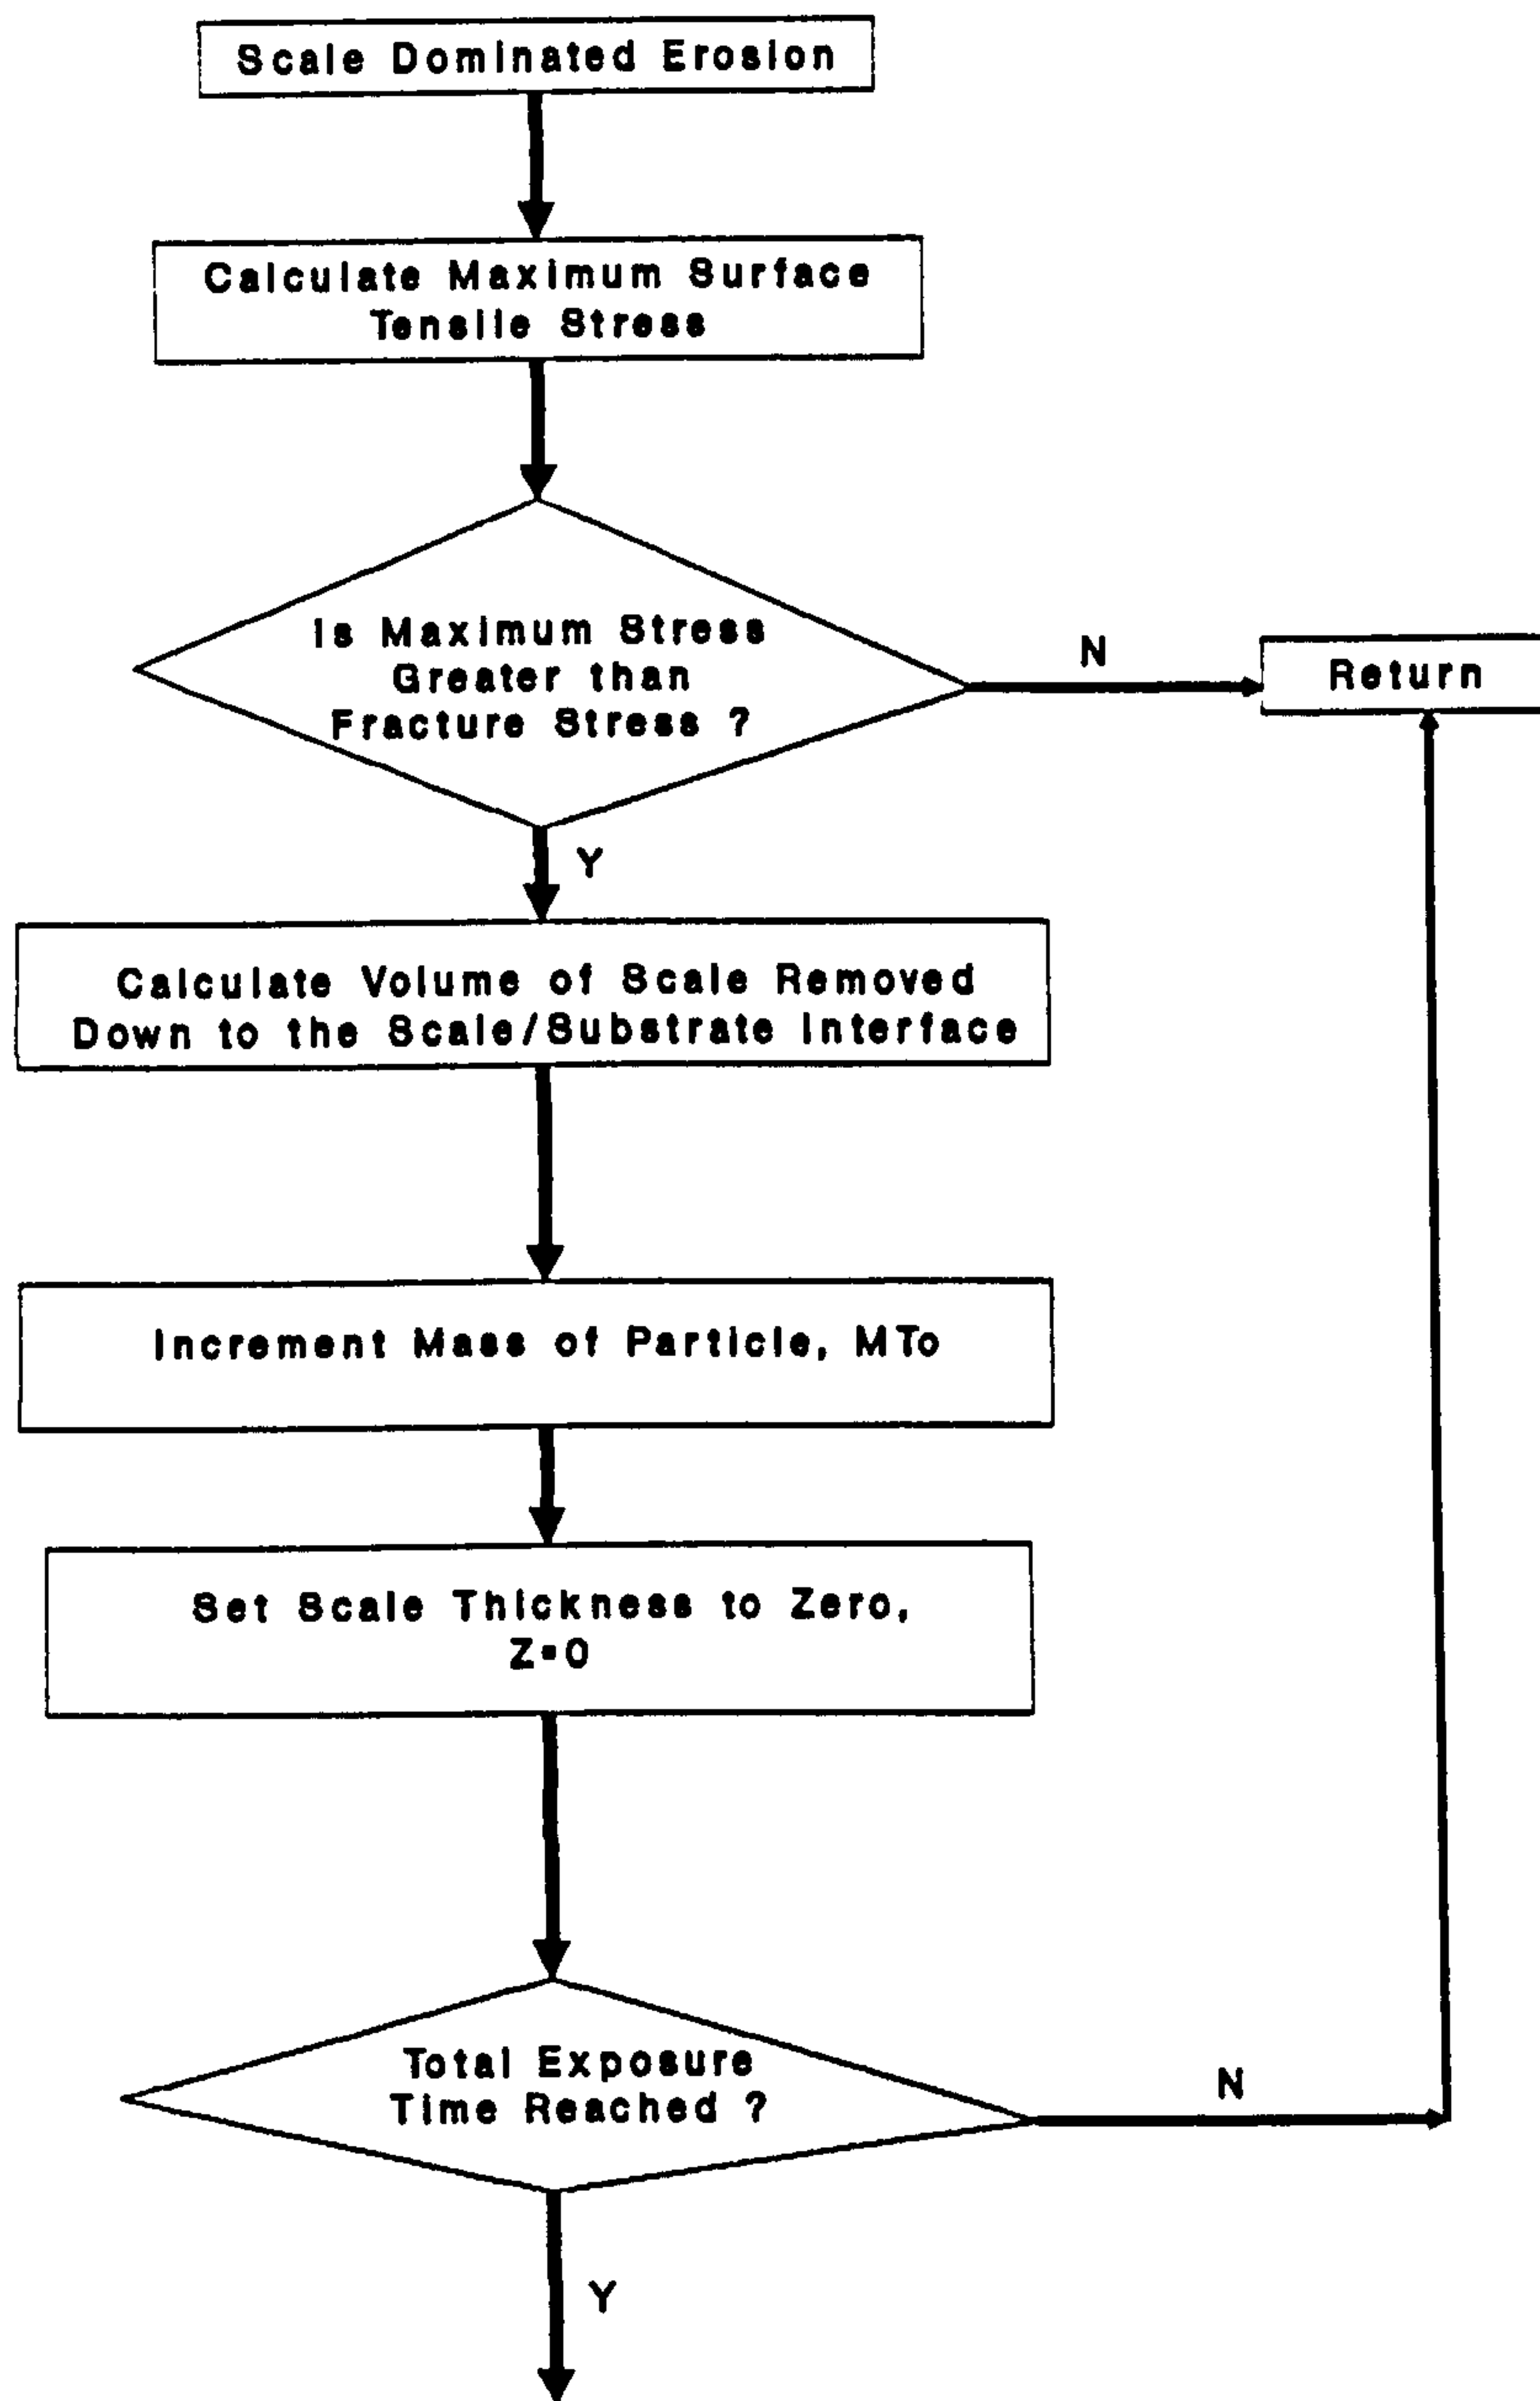 Scale Dominated Erosion
Calculate Maximum Surface
Tensile Stress
Is Maximum Stress
Greater than
Fracture Stress ?
N
Return
Y
Calculate Volume of Scale Removed
Down to the Scale/Substrate Interface
Increment Mass of Particle, MTo
Set Scale Thickness to Zero,
Z=0
Total Exposure
Time Reached ?
N
Y